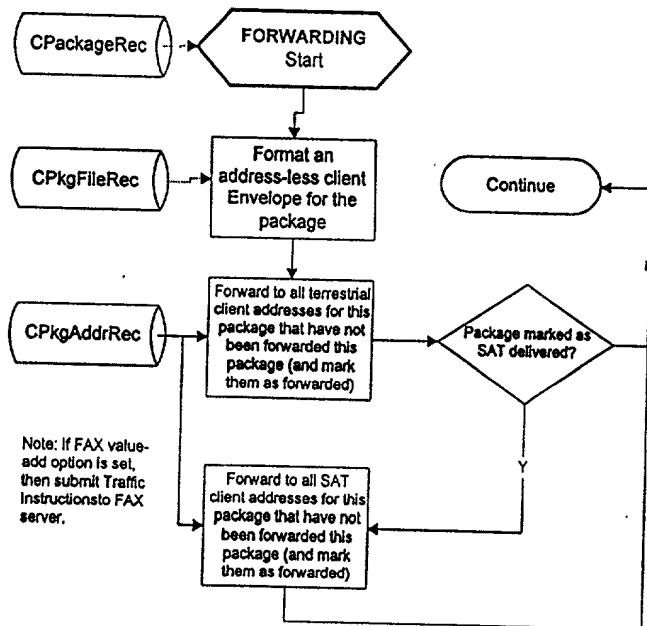 CPackageRec
FORWARDING
Start
CPkgFileRec
Format an
address-less client
Envelope for the
package
Continue
CPkgAddrRec
Forward to all terrestrial
client addresses for this
package that have not
been forwarded this
package (and mark
them as forwarded)
Package marked as
SAT delivered?
Note: If FAX value-
add option is set,
then submit Traffic
Instructionsto FAX
server.
Y
Forward to all SAT
client addresses for this
package that have not
been forwarded this
package (and mark
them as forwarded)